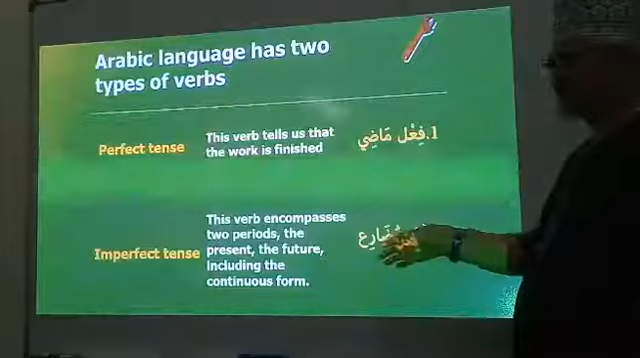 Arabic language has two
types of verbs
Perfect tense
This verb tells us that
the work is finished
1.فِعْل مَاضِي
Imperfect tense
This verb encompasses
two periods, the
present, the future,
including the
continuous form.